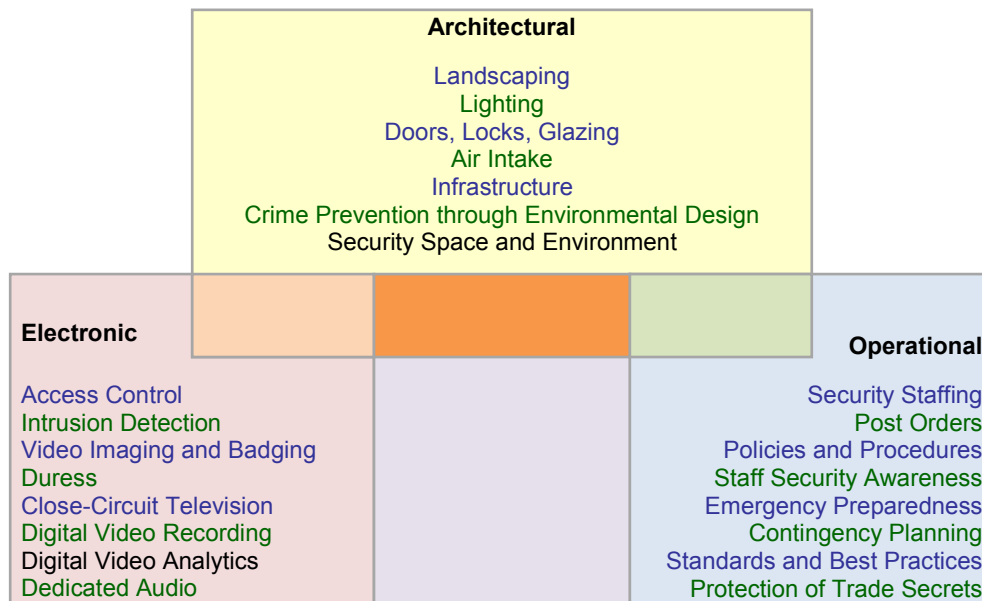 Architectural
Landscaping
Lighting
Doors, Locks, Glazing
Air Intake
Infrastructure
Crime Prevention through Environmental Design
Security Space and Environment
Electronic
Access Control
Intrusion Detection
Video Imaging and Badging
Duress
Close-Circuit Television
Digital Video Recording
Digital Video Analytics
Dedicated Audio
Operational
Security Staffing
Post Orders
Policies and Procedures
Staff Security Awareness
Emergency Preparedness
Contingency Planning
Standards and Best Practices
Protection of Trade Secrets